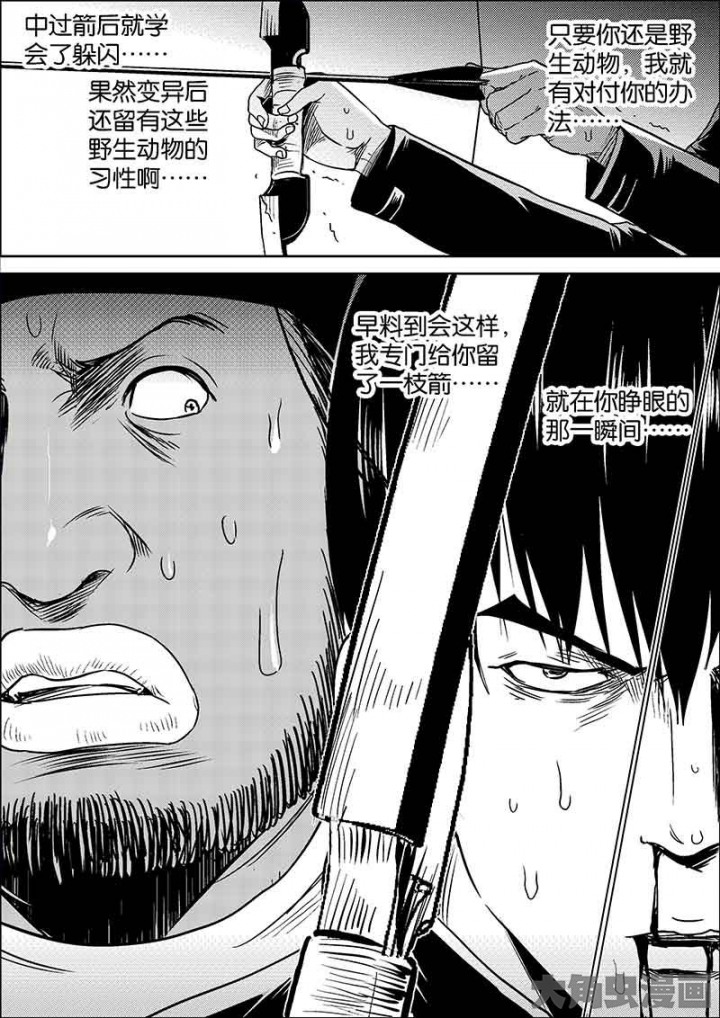 中过箭后就学
会了躲闪……
果然变异后
还留有这些
野生动物的
习性啊……
只要你还是野
生动物，我就
有对付你的办
法……
早料到会这样，
我专门给你留
了一枝箭……
就在你睁眼的
那一瞬间……
大角虫漫画